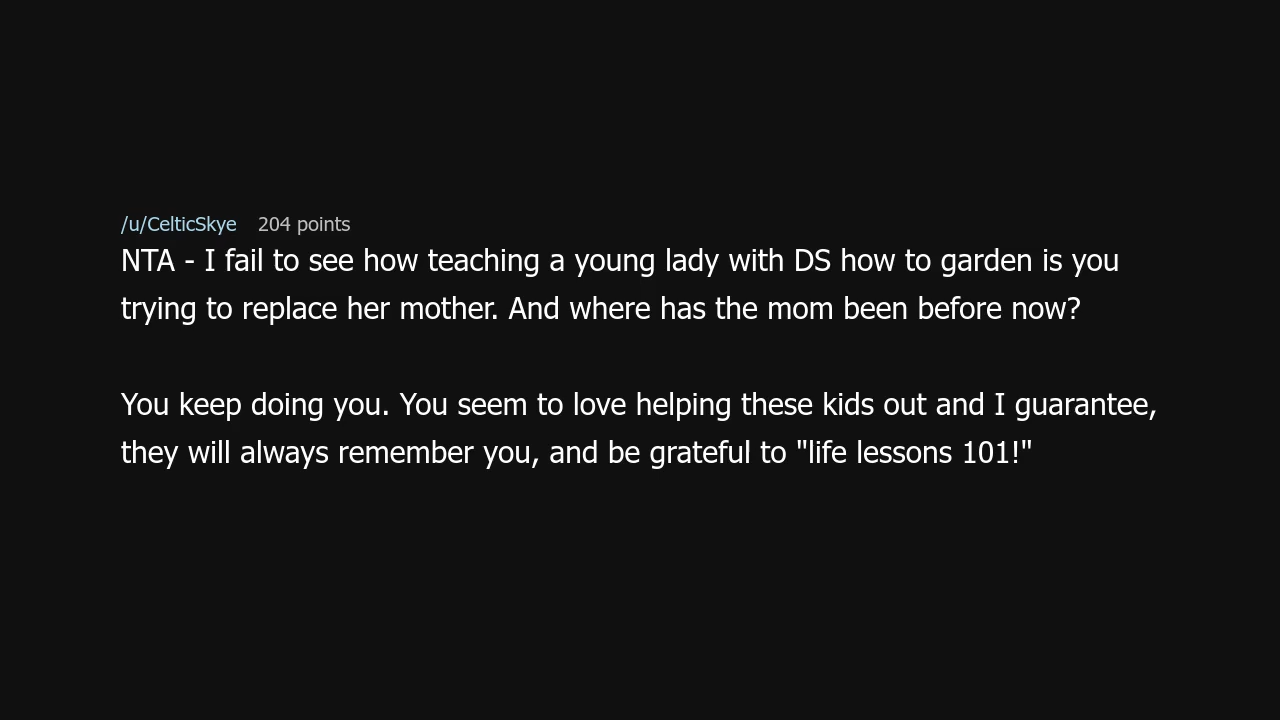 /u/CelticSkye 204 points
NTA - I fail to see how teaching a young lady with DS how to garden is you
trying to replace her mother. And where has the mom been before now?
You keep doing you. You seem to love helping these kids out and I guarantee,
they will always remember you, and be grateful to "life lessons 101!"